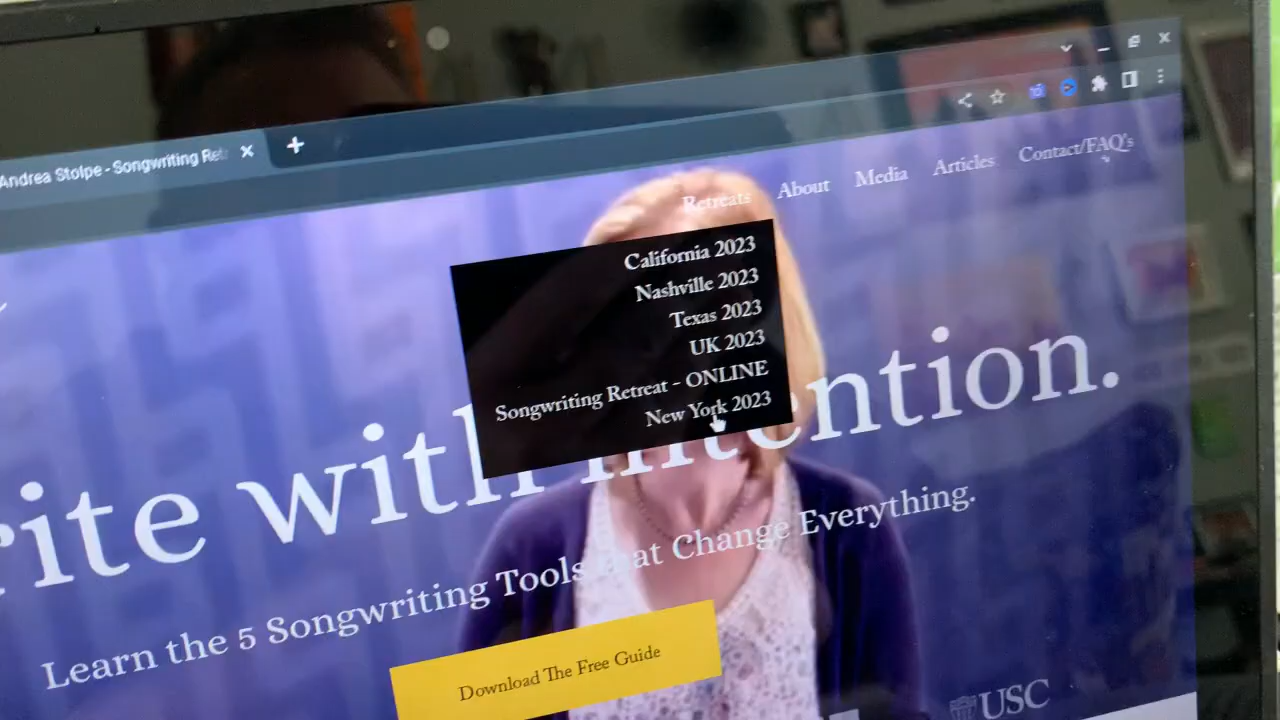 Andrea Stolpe - Songwriting Ret
Retreats
About
Media
Articles
Contact/FAQ's
California 2023
Nashville 2023
Texas 2023
UK 2023
Songwriting Retreat - ONLINE
New York 2023
rite with intention.
Learn the 5 Songwriting Tools that Change Everything.
Download The Free Guide
USC